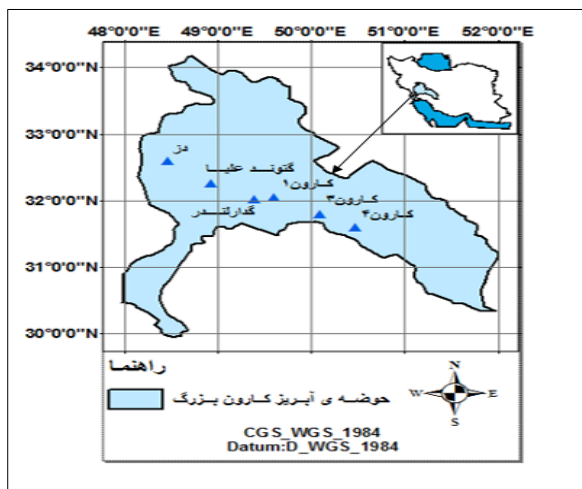 48°0'0"E 49°0'0"E 50°0'0"E 51°0'0"E 52°0'0"E
34°0'0"N
33°0'0"N
32°0'0"N
31°0'0"N
30°0'0"N
دز
گتوند علیا
کارون۱
گدارلندر
کارون۳
کارون۴
راهنما
حوضه ی آبریز کارون بزرگ
N
W E
S
CGS_WGS_1984
Datum:D_WGS_1984